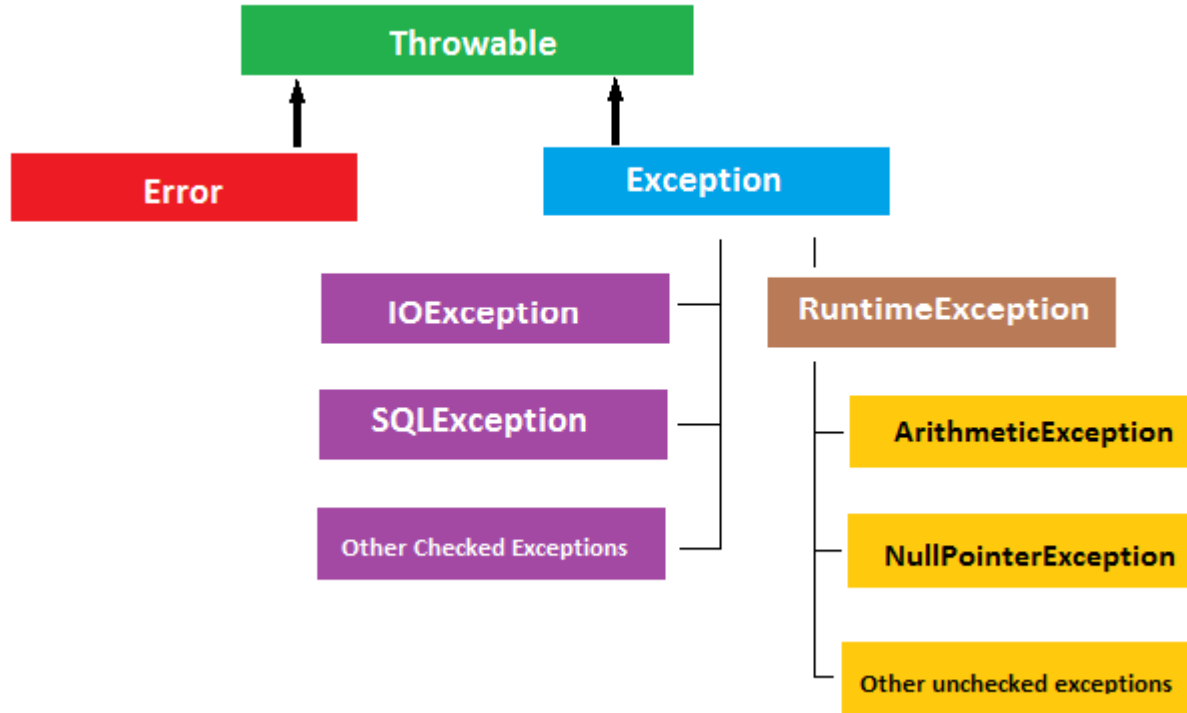 Throwable
Error
Exception
IOException
RuntimeException
SQLException
ArithmeticException
Other Checked Exceptions
NullPointerException
Other unchecked exceptions